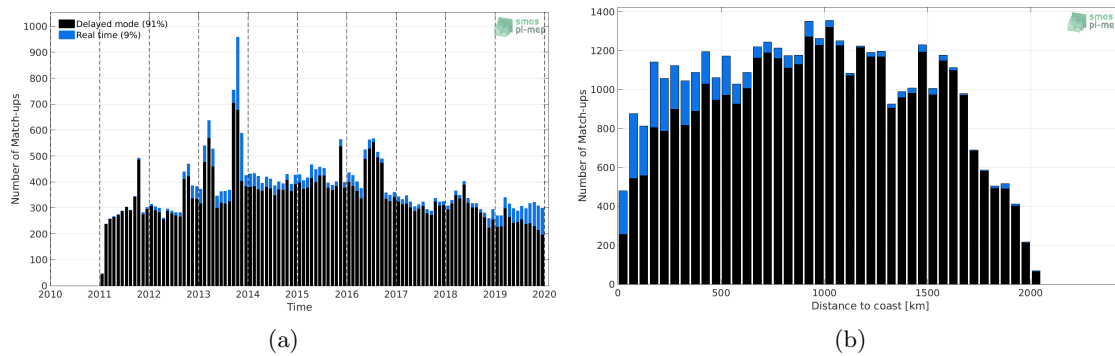 1000
900
800
700
600
500
400
300
200
100
0
Number of Match-ups
Delayed mode (91%)
Real time (9%)
smos
pi-mep
2010 2011 2012 2013 2014 2015 2016 2017 2018 2019 2020
Time
(a)
1400
1200
1000
800
600
400
200
0
Number of Match-ups
smos
pi-mep
0 500 1000 1500 2000
Distance to coast [km]
(b)